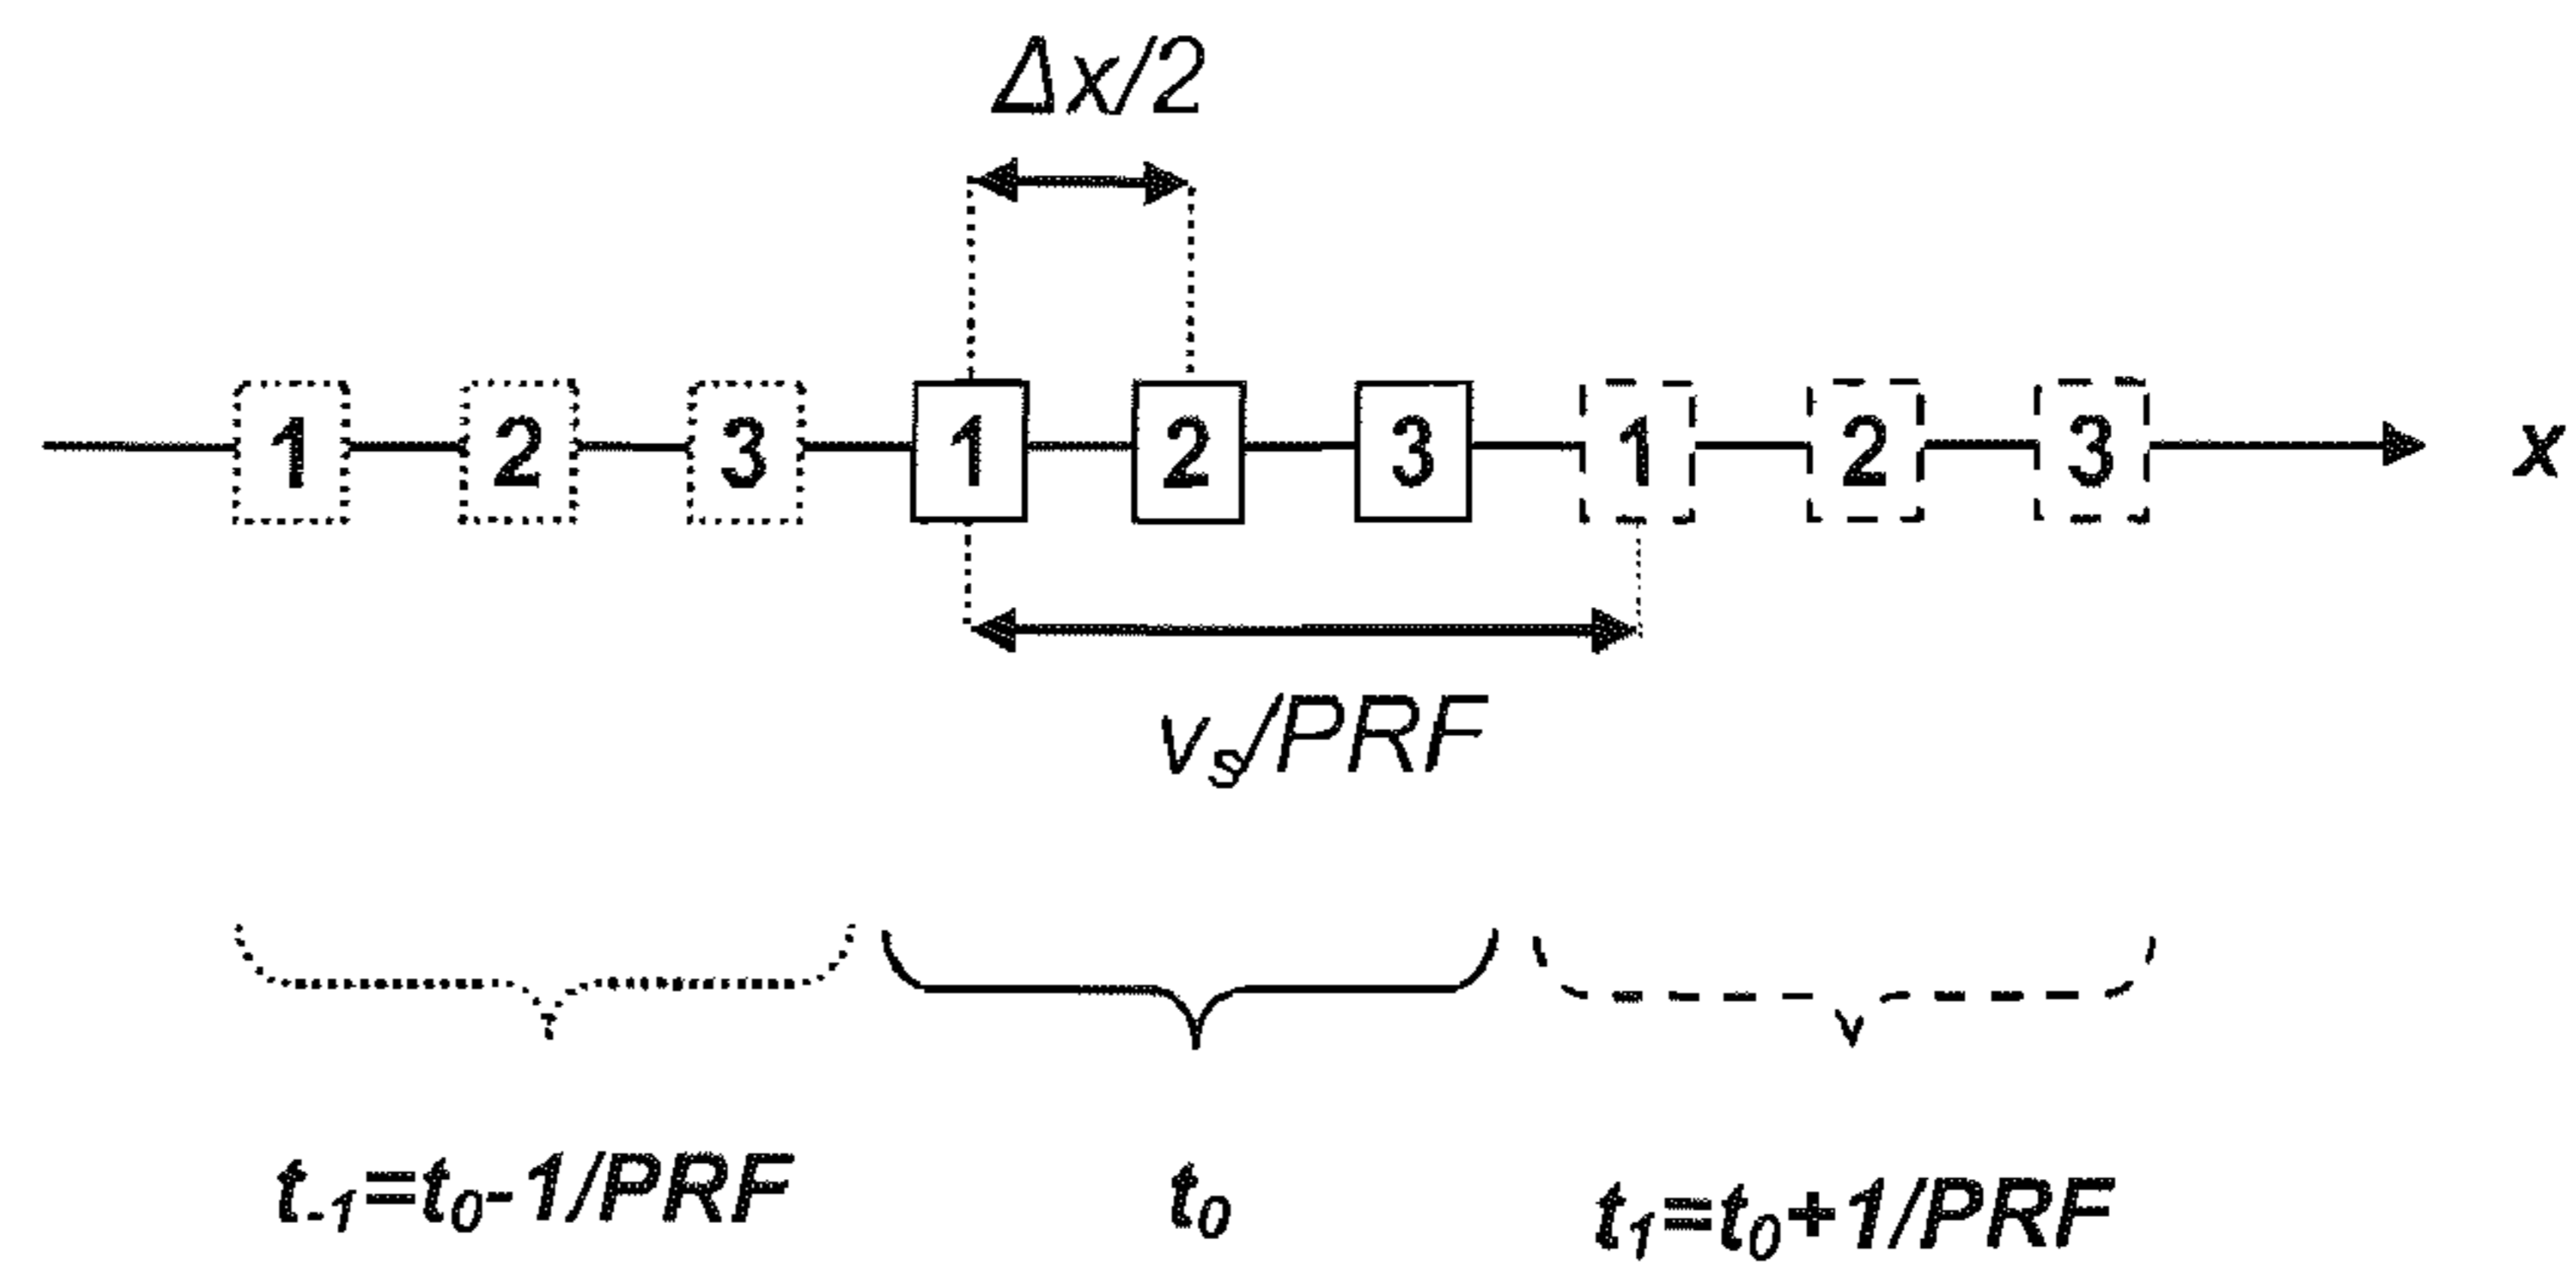 Δx/2
1 2 3 1 2 3 1 2 3 x
vₛ/PRF
t₋₁=t₀-1/PRF t₀ t₁=t₀+1/PRF